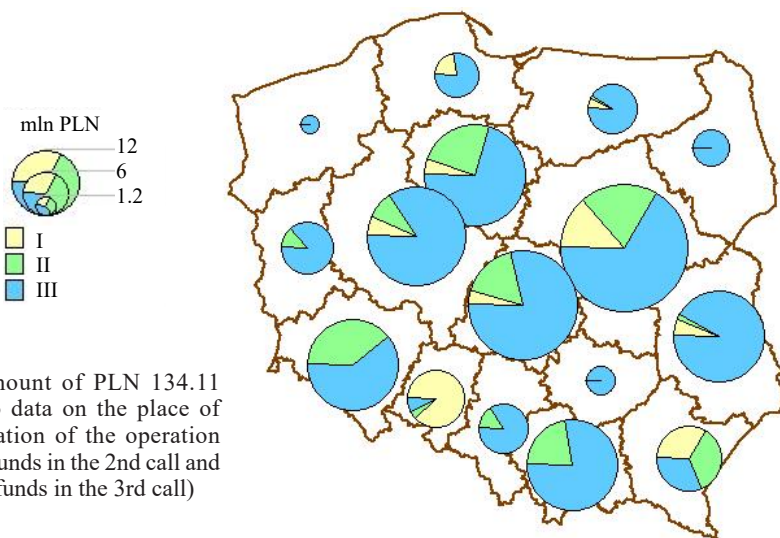 mln PLN
12
6
1.2
I
II
III
nount of PLN 134.11
data on the place of
ation of the operation
unds in the 2nd call and
funds in the 3rd call)